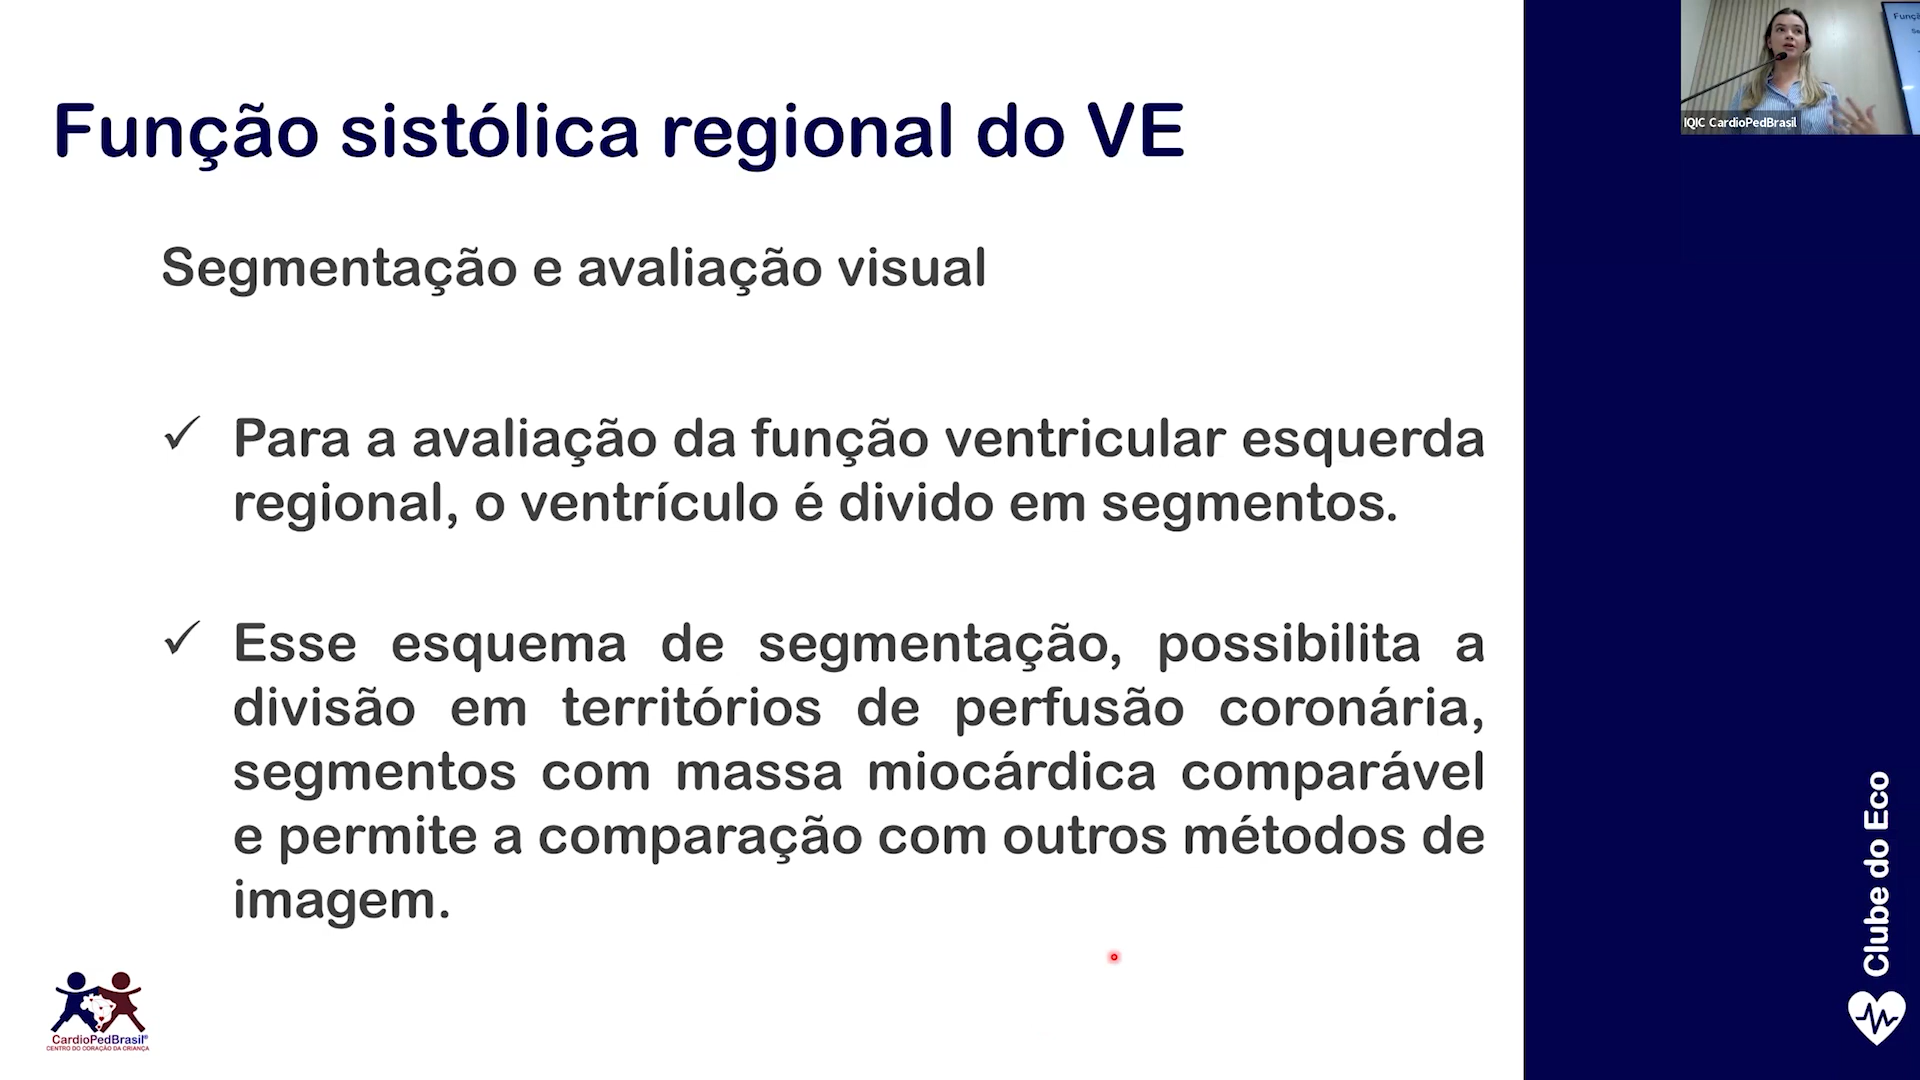 Função sistólica regional do VE
Segmentação e avaliação visual
✓ Para a avaliação da função ventricular esquerda
regional, o ventrículo é divido em segmentos.
✓ Esse esquema de segmentação, possibilita a
divisão em territórios de perfusão coronária,
segmentos com massa miocárdica comparável
e permite a comparação com outros métodos de
imagem.
IQIC CardioPedBrasil
Clube do Eco
CardioPedBrasil®
CENTRO DO CORAÇÃO DA CRIANÇA